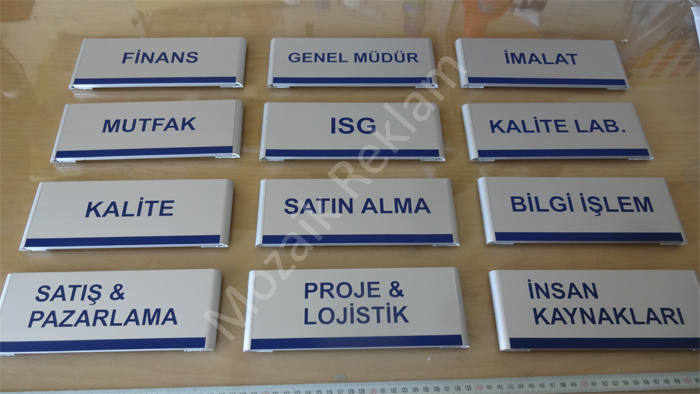 FİNANS
GENEL MÜDÜR
İMALAT
MUTFAK
ISG
KALİTE LAB.
KALİTE
SATIN ALMA
BİLGİ İŞLEM
SATIŞ &
PAZARLAMA
PROJE &
LOJİSTİK
İNSAN
KAYNAKLARI
Mozaik Reklam